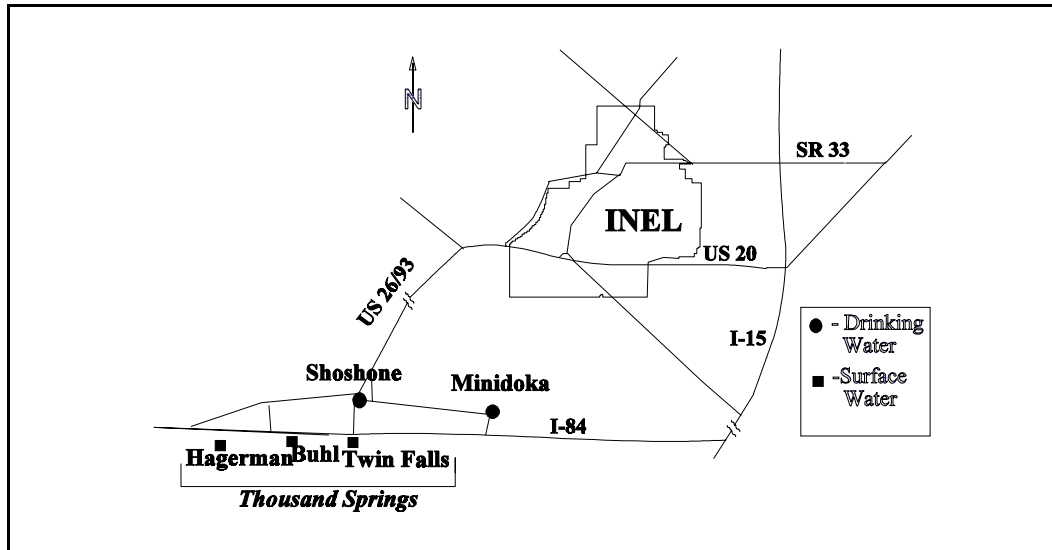 N
SR 33
INEL
US 20
US 26/93
I-15
- Drinking
Water
-Surface
Water
Shoshone
Minidoka
I-84
Hagerman
Buhl
Twin Falls
Thousand Springs